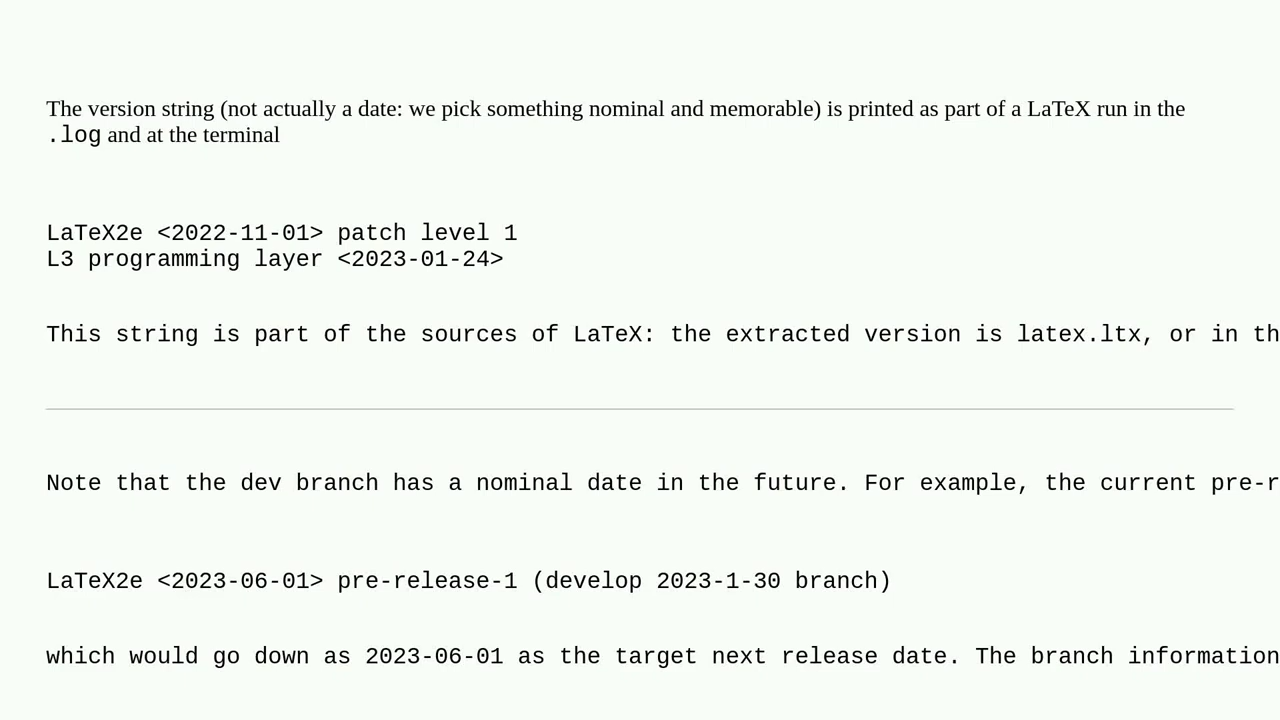 The version string (not actually a date: we pick something nominal and memorable) is printed as part of a LaTeX run in the
.log and at the terminal
LaTeX2e <2022-11-01> patch level 1
L3 programming layer <2023-01-24>
This string is part of the sources of LaTeX: the extracted version is latex.ltx, or in th
Note that the dev branch has a nominal date in the future. For example, the current pre-r
LaTeX2e <2023-06-01> pre-release-1 (develop 2023-1-30 branch)
which would go down as 2023-06-01 as the target next release date. The branch information